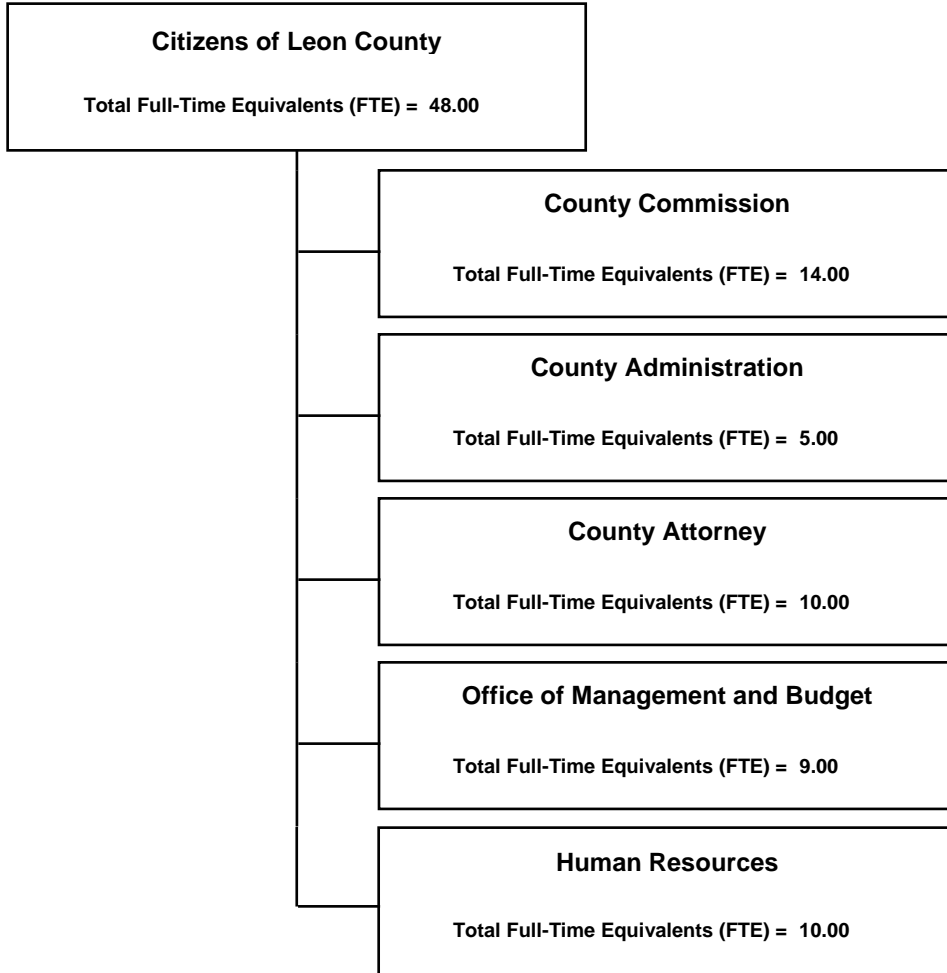 Citizens of Leon County
Total Full-Time Equivalents (FTE) = 48.00
County Commission
Total Full-Time Equivalents (FTE) = 14.00
County Administration
Total Full-Time Equivalents (FTE) = 5.00
County Attorney
Total Full-Time Equivalents (FTE) = 10.00
Office of Management and Budget
Total Full-Time Equivalents (FTE) = 9.00
Human Resources
Total Full-Time Equivalents (FTE) = 10.00